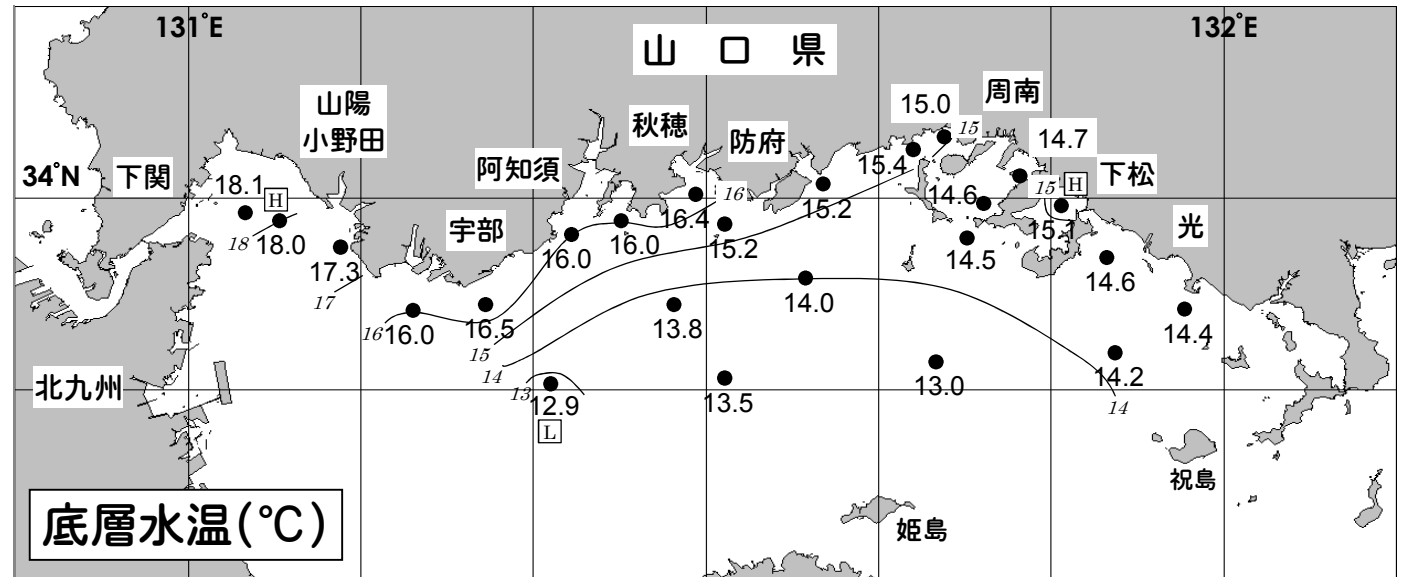 131°E
132°E
山口県
山陽
小野田
秋穂
防府
周南
15.0
15
14.7
34°N
下関
阿知須
下松
18.1
H
15.4
15
H
16
14.6
18
18.0
宇部
16.4
15.2
15.1
光
16.0
16.0
15.2
14.5
17.3
14.6
17
14.0
16
16.0
16.5
13.8
14.4
15
14
14.2
北九州
13
12.9
13.5
13.0
14
L
祝島
底層水温(℃)
姫島